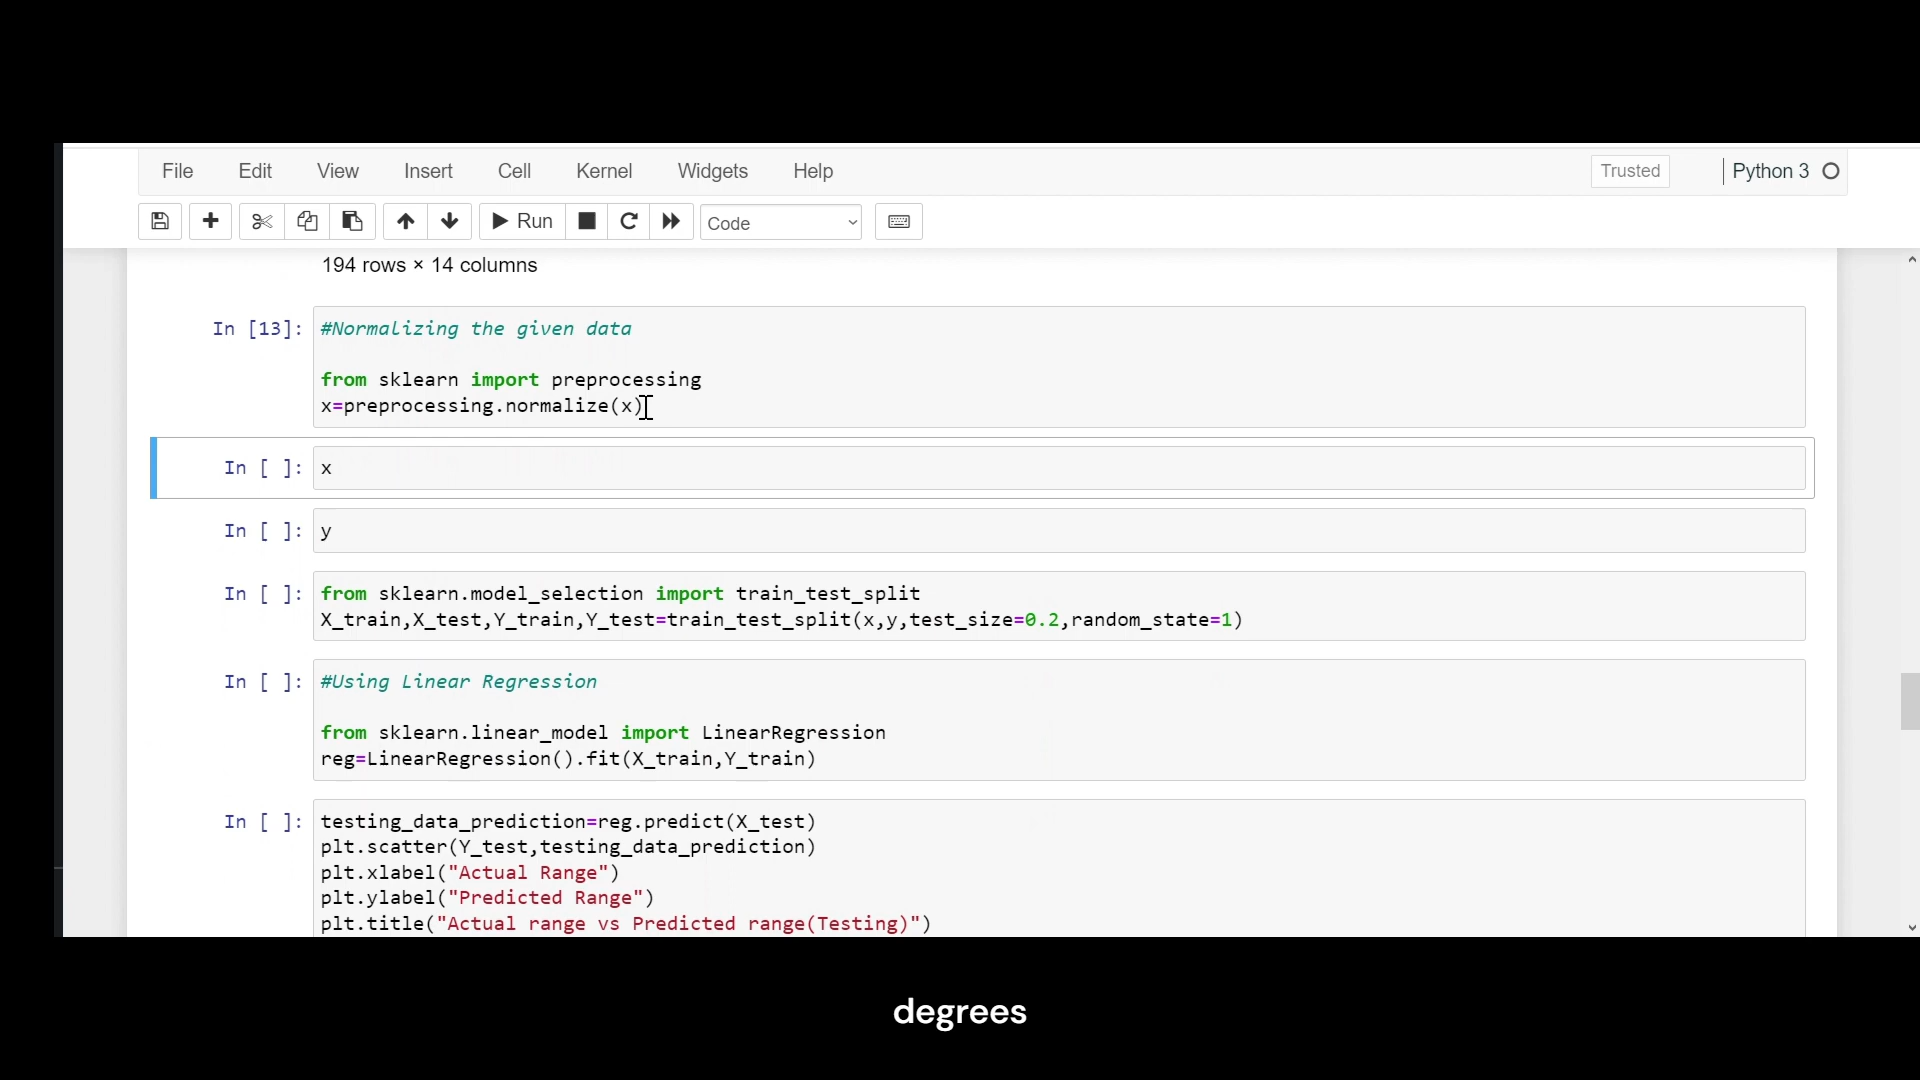 File Edit View Insert Cell Kernel Widgets Help Trusted Python 3
Run Code
194 rows × 14 columns
In [13]: #Normalizing the given data
from sklearn import preprocessing
x=preprocessing.normalize(x)
In [ ]: x
In [ ]: y
In [ ]: from sklearn.model_selection import train_test_split
X_train,X_test,Y_train,Y_test=train_test_split(x,y,test_size=0.2,random_state=1)
In [ ]: #Using Linear Regression
from sklearn.linear_model import LinearRegression
reg=LinearRegression().fit(X_train,Y_train)
In [ ]: testing_data_prediction=reg.predict(X_test)
plt.scatter(Y_test,testing_data_prediction)
plt.xlabel("Actual Range")
plt.ylabel("Predicted Range")
plt.title("Actual range vs Predicted range(Testing)")
degrees